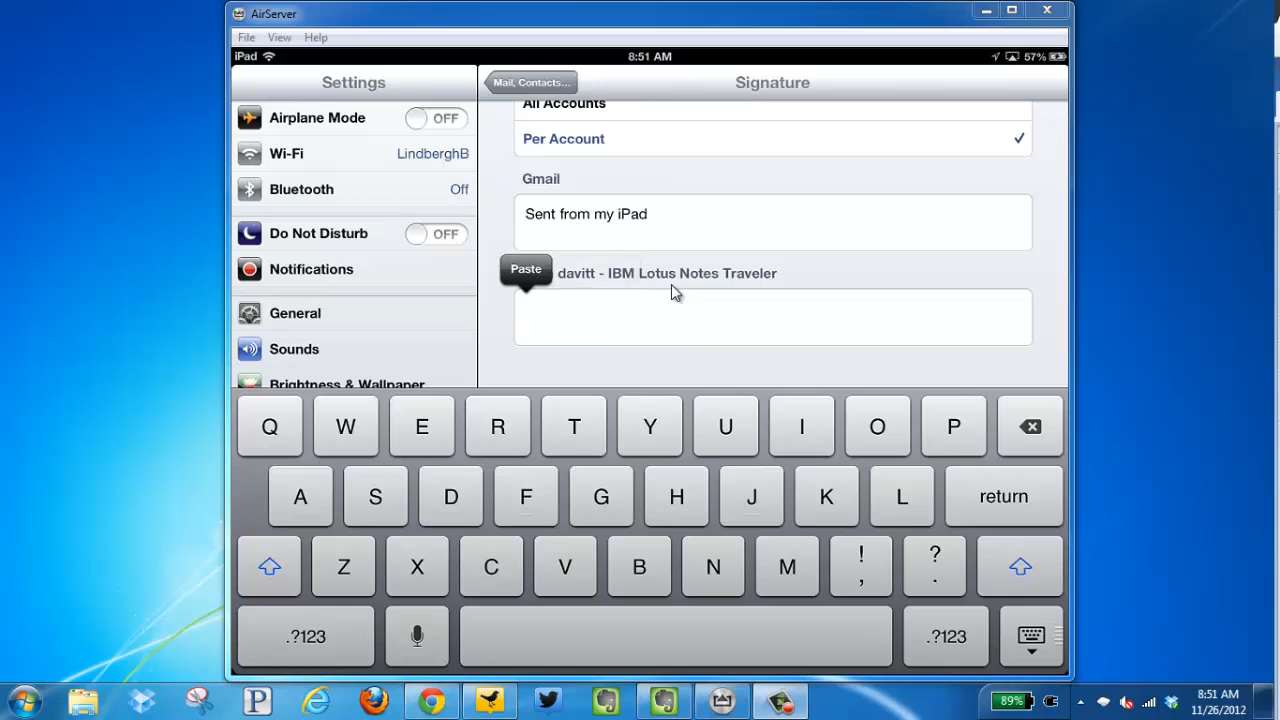 AirServer
File View Help
iPad 8:51 AM 57%
Settings
Mail, Contacts...
Signature
Airplane Mode OFF
Wi-Fi LindberghB
Bluetooth Off
Do Not Disturb OFF
Notifications
General
Sounds
Brightness & Wallpaper
All Accounts
Per Account
Gmail
Sent from my iPad
Paste
davitt - IBM Lotus Notes Traveler
Q W E R T Y U I O P
A S D F G H J K L return
Z X C V B N M ! , ? .
.?123 .?123
P
89%
8:51 AM
11/26/2012